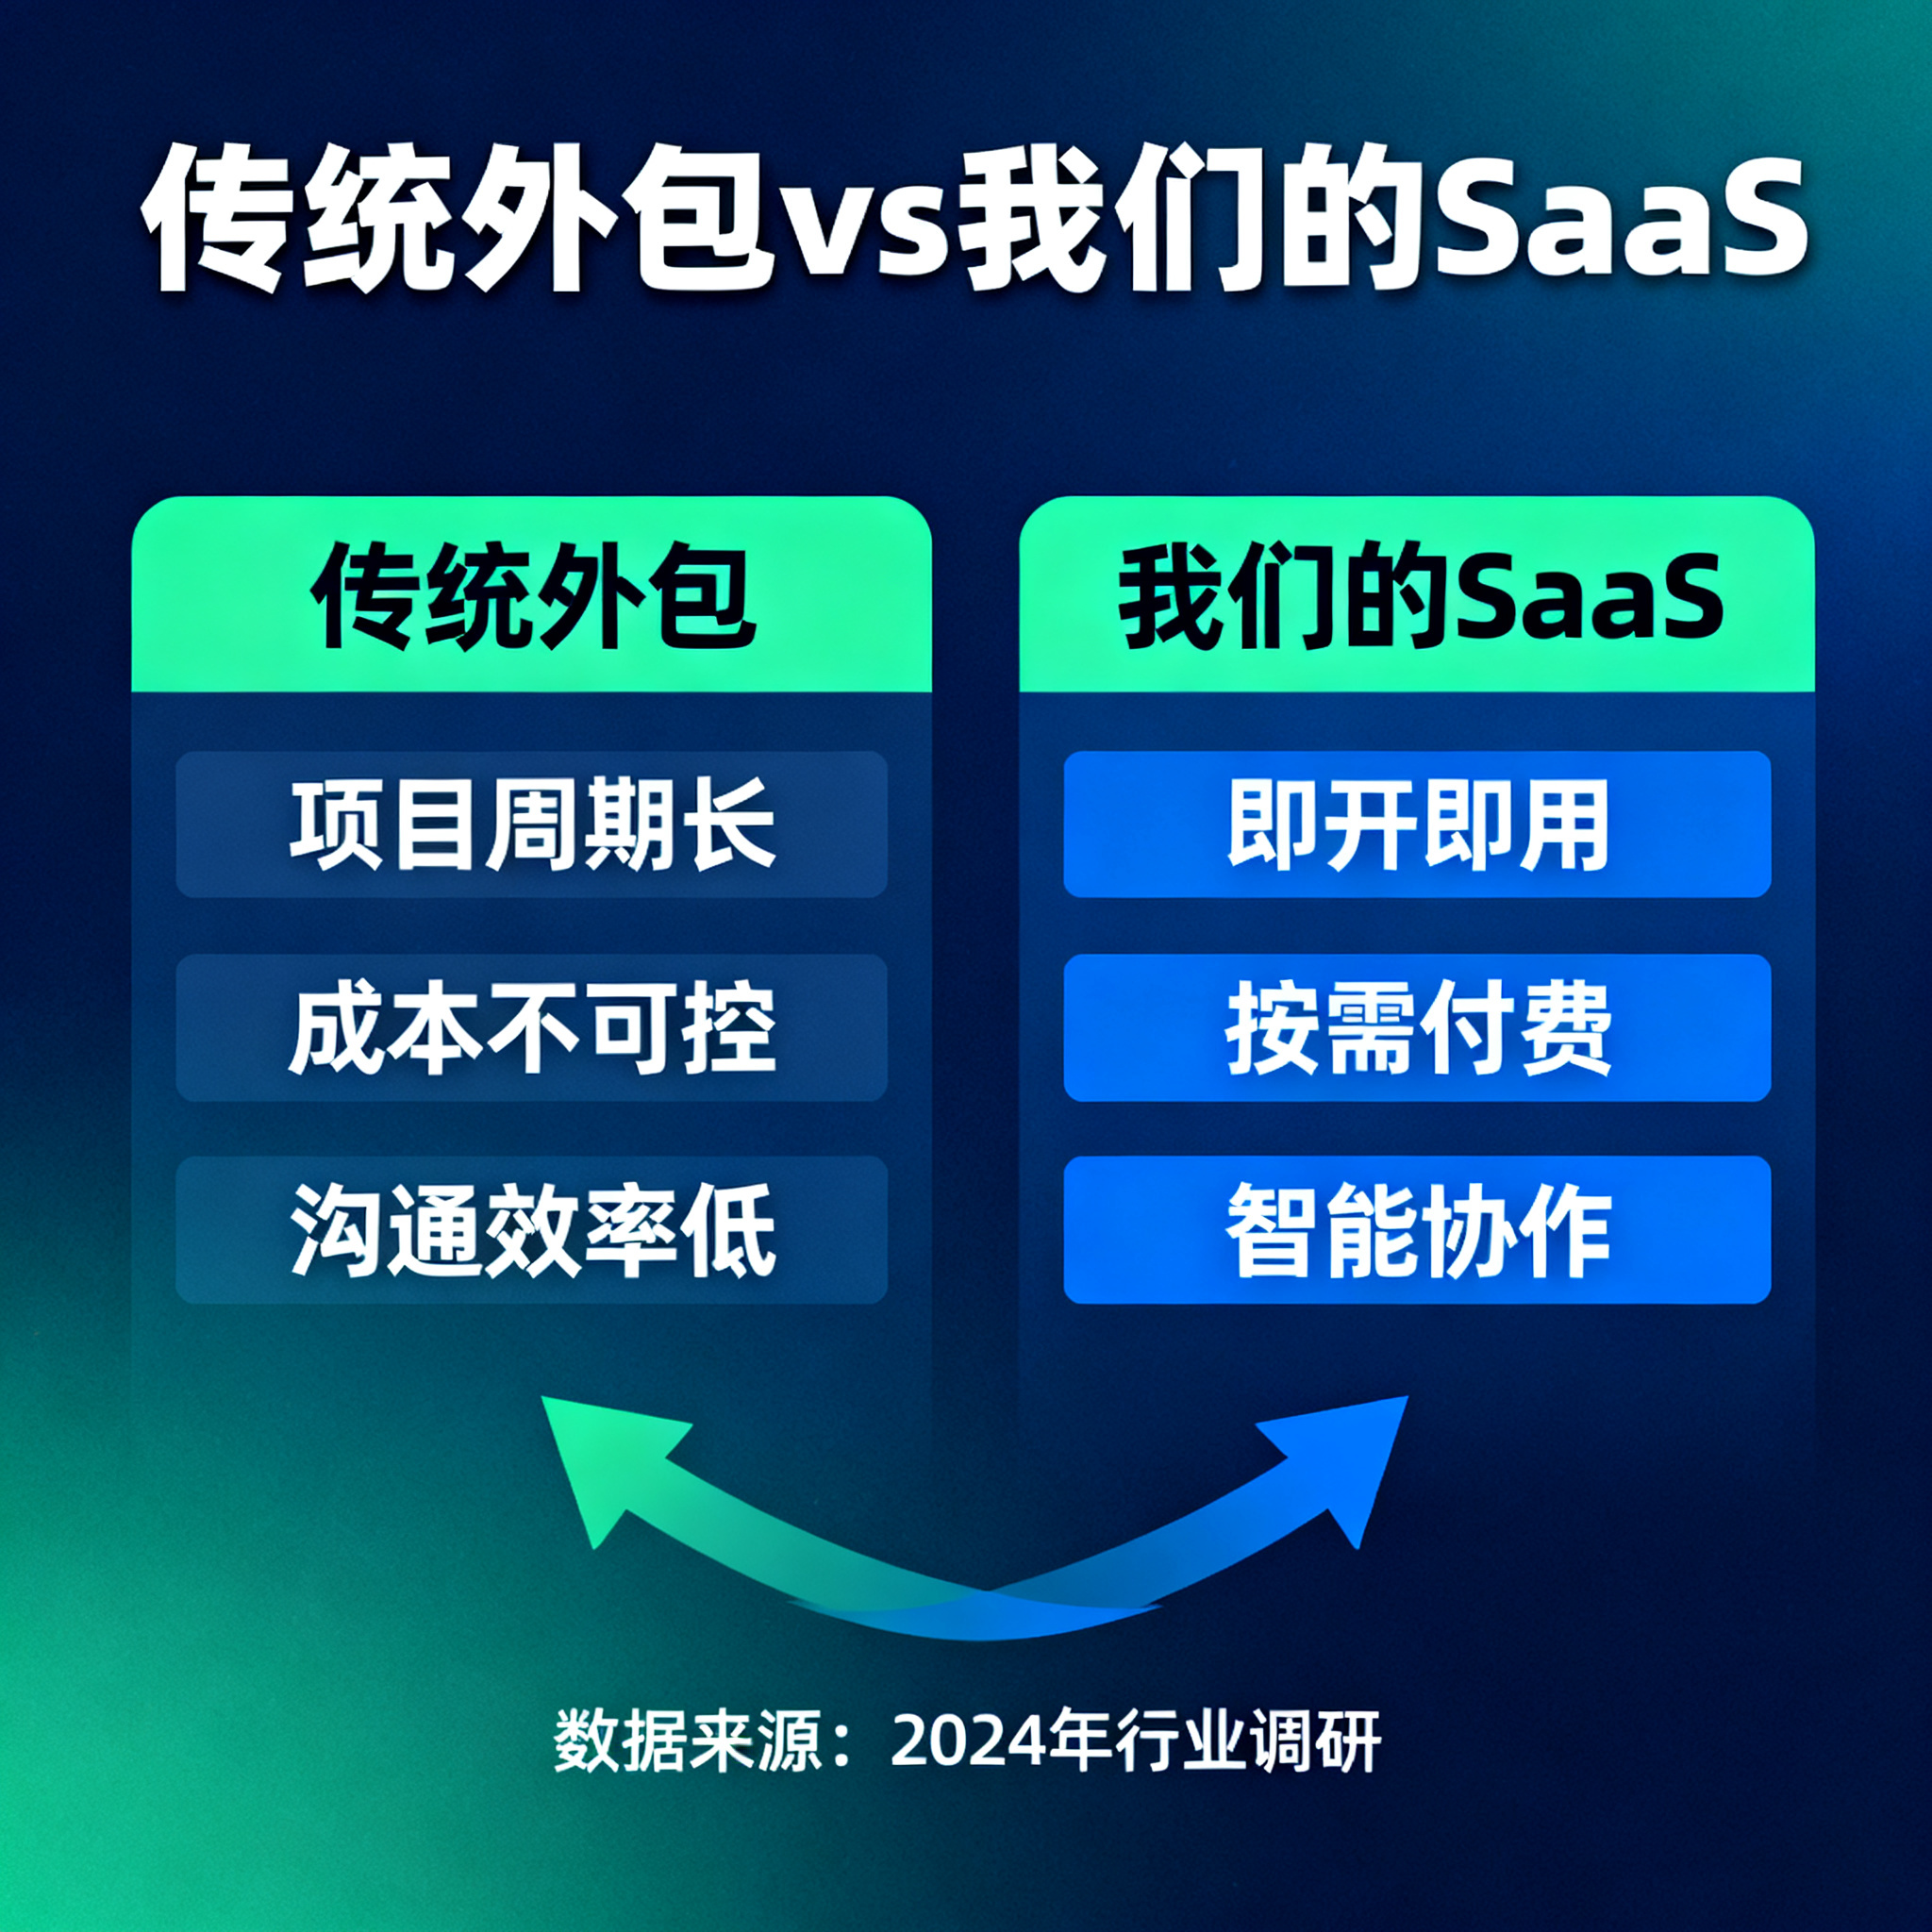 传统外包vs我们的SaaS
传统外包
项目周期长
成本不可控
沟通效率低
我们的SaaS
即开即用
按需付费
智能协作
数据来源：2024年行业调研